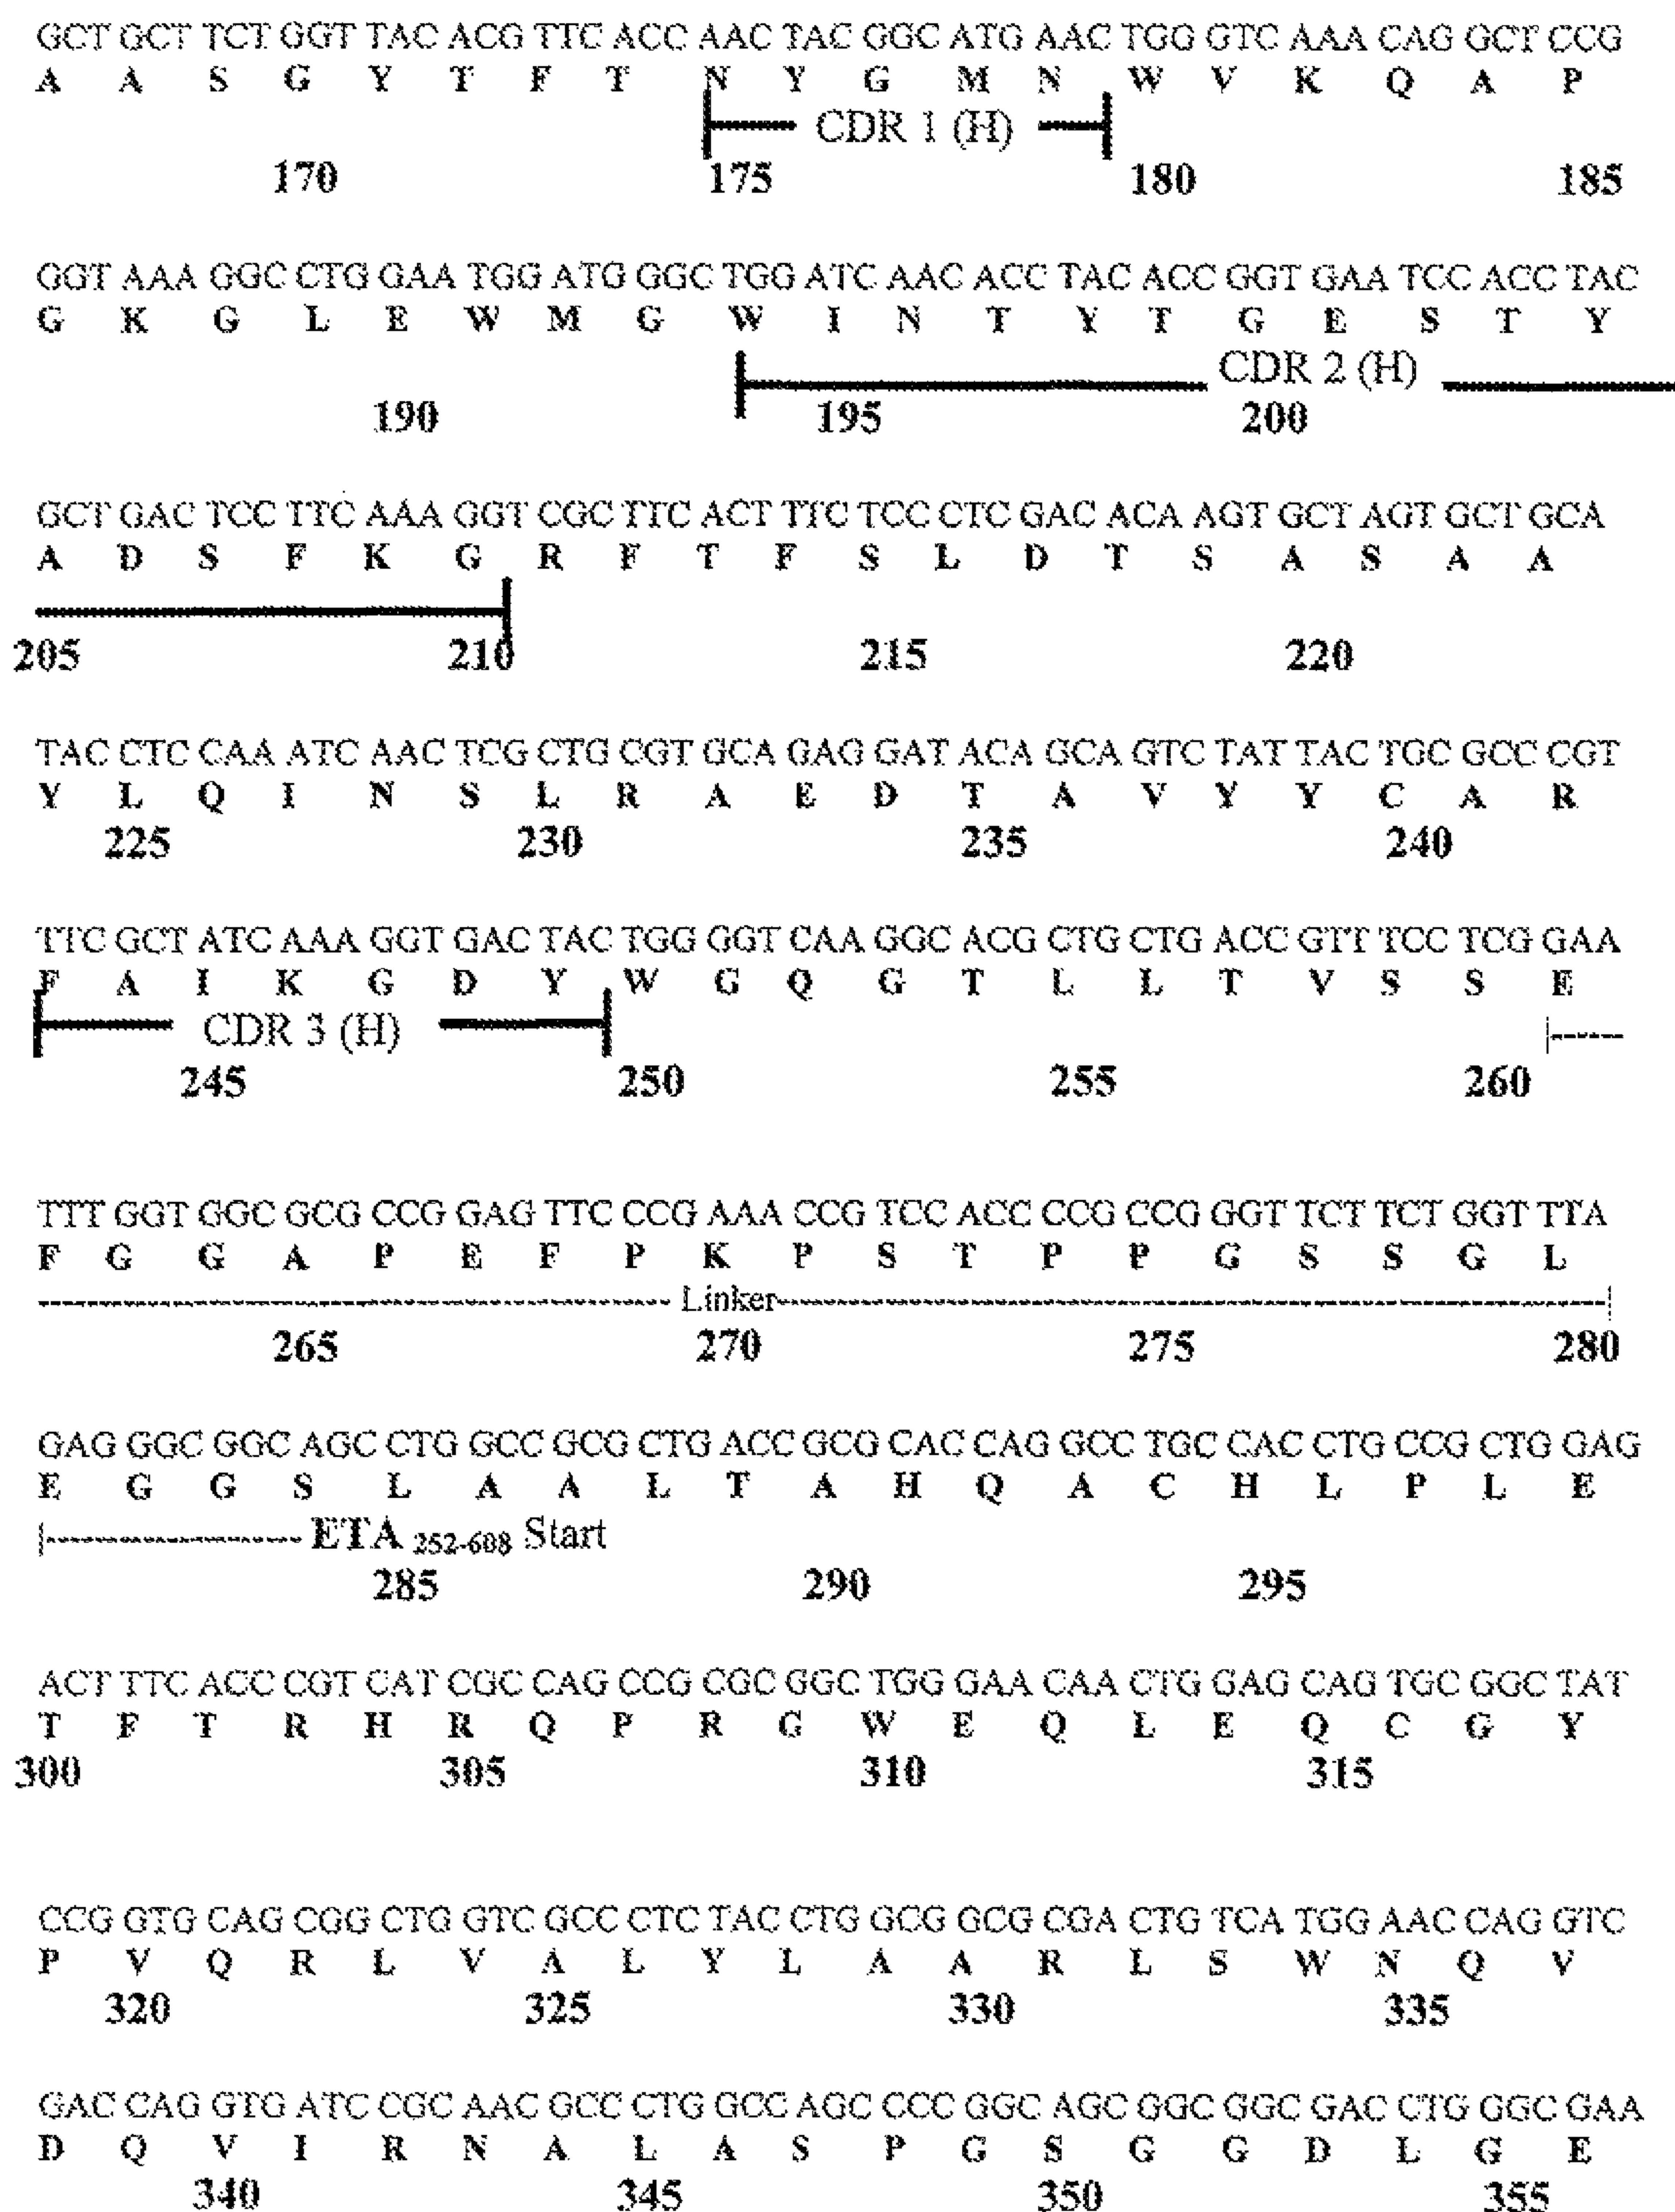 GCT GCT TCT GGT TAC ACG TTC ACC AAC TAC GGC ATG AAC TGG GTC AAA CAG GCT CCG
A A S G Y T F T N Y G M N W V K Q A P
CDR 1 (H)
170 175 180 185
GGT AAA GGC CTG GAA TGG ATG GGC TGG ATC AAC ACC TAC ACC GGT GAA TCC ACC TAC
G K G L E W M G W I N T Y T G E S T Y
CDR 2 (H)
190 195 200
GCT GAC TCC TTC AAA GGT CGC TTC ACT TTC TCC CTC GAC ACA AGT GCT AGT GCT GCA
A D S F K G R F T F S L D T S A S A A
205 210 215 220
TAC CTC CAA ATC AAC TCG CTG CGT GCA GAG GAT ACA GCA GTC TAT TAC TGC GCC CGT
Y L Q I N S L R A E D T A V Y Y C A R
225 230 235 240
TTC GCT ATC AAA GGT GAC TAC TGG GGT CAA GGC ACG CTG CTG ACC GTT TCC TCG GAA
F A I K G D Y W G Q G T L L T V S S E
CDR 3 (H)
245 250 255 260
TTT GGT GGC GCG CCG GAG TTC CCG AAA CCG TCC ACC CCG CCG GGT TCT TCT GGT TTA
F G G A P E F P K P S T P P G S S G L
Linker
265 270 275 280
GAG GGC GGC AGC CTG GCC GCG CTG ACC GCG CAC CAG GCC TGC CAC CTG CCG CTG GAG
E G G S L A A L T A H Q A C H L P L E
ETA 252-608 Start
285 290 295
ACT TTC ACC CGT CAT CGC CAG CCG CGC GGC TGG GAA CAA CTG GAG CAG TGC GGC TAT
T F T R H R Q P R G W E Q L E Q C G Y
300 305 310 315
CCG GTG CAG CGG CTG GTC GCC CTC TAC CTG GCG GCG CGA CTG TCA TGG AAC CAG GTC
P V Q R L V A L Y L A A R L S W N Q V
320 325 330 335
GAC CAG GTG ATC CGC AAC GCC CTG GCC AGC CCC GGC AGC GGC GGC GAC CTG GGC GAA
D Q V I R N A L A S P G S G G D L G E
340 345 350 355